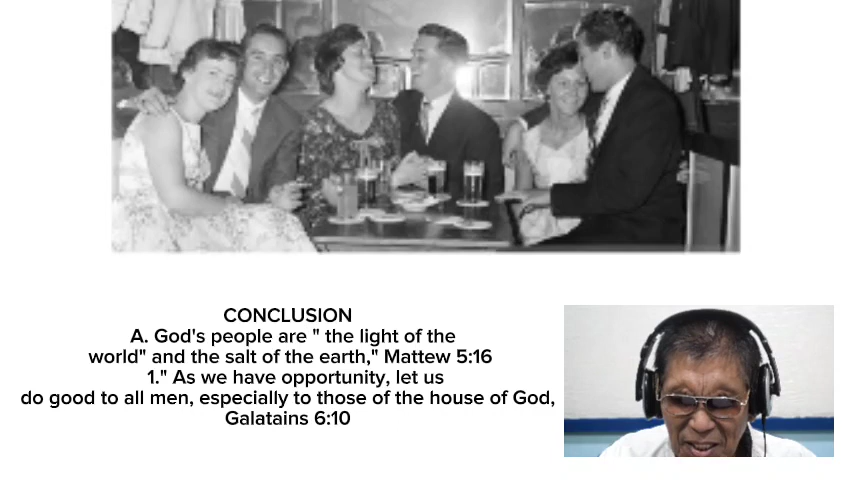 CONCLUSION
A. God's people are " the light of the
world" and the salt of the earth," Mattew 5:16
1." As we have opportunity, let us
do good to all men, especially to those of the house of God,
Galatains 6:10